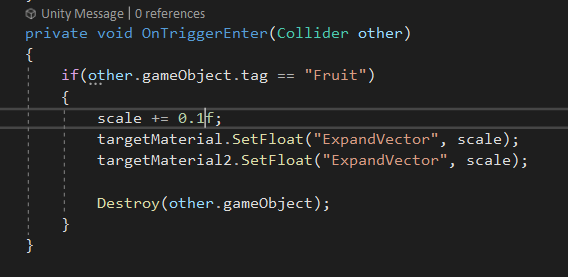 Unity Message | 0 references
private void OnTriggerEnter(Collider other)
{
if(other.gameObject.tag == "Fruit")
{
scale += 0.1f;
targetMaterial.SetFloat("ExpandVector", scale);
targetMaterial2.SetFloat("ExpandVector", scale);
Destroy(other.gameObject);
}
}